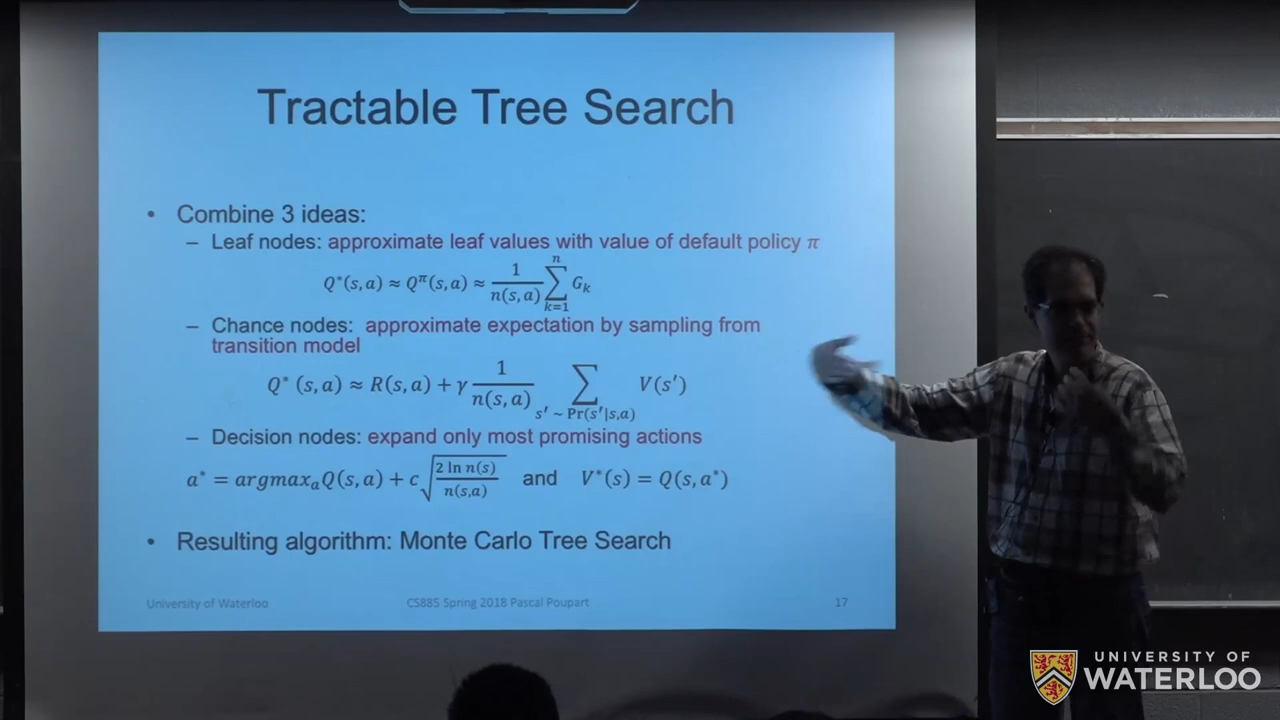 Tractable Tree Search
• Combine 3 ideas:
– Leaf nodes: approximate leaf values with value of default policy π
Q*(s,a) ≈ Q^π(s,a) ≈ 1/n(s,a) ∑_{k=1}^{n} G_k
– Chance nodes: approximate expectation by sampling from
transition model
Q* (s,a) ≈ R(s,a) + γ 1/n(s,a) ∑_{s' ~ Pr(s'|s,a)} V(s')
– Decision nodes: expand only most promising actions
a* = argmax_a Q(s,a) + c√(2 ln n(s)/n(s,a)) and V*(s) = Q(s,a*)
• Resulting algorithm: Monte Carlo Tree Search
University of Waterloo CS885 Spring 2018 Pascal Poupart 17
UNIVERSITY OF
WATERLOO